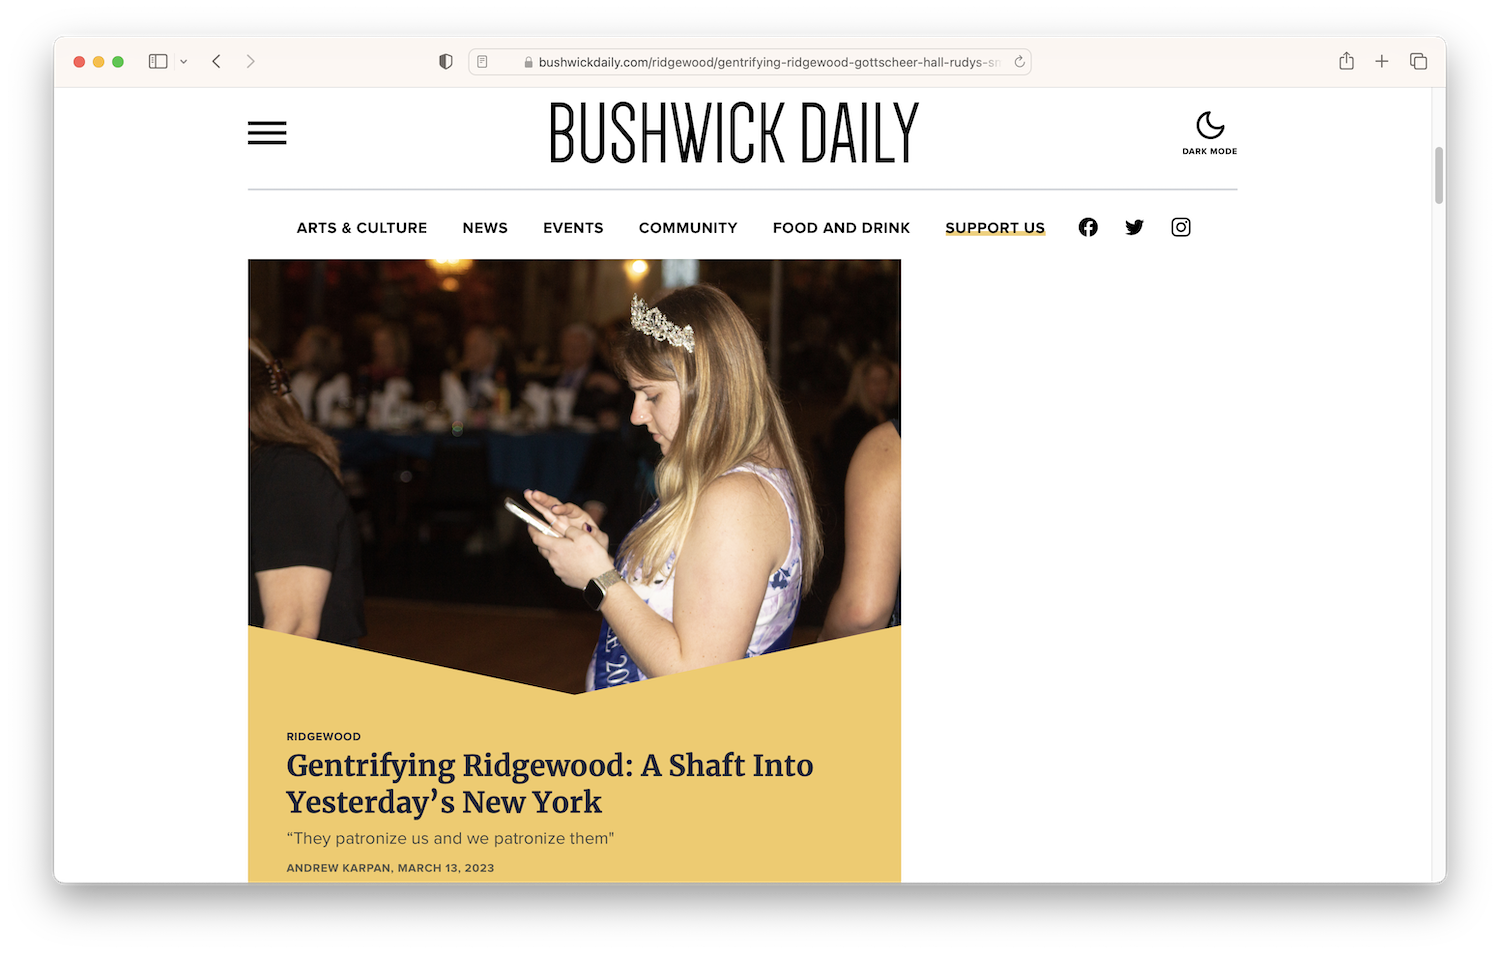 bushwickdaily.com/ridgewood/gentrifying-ridgewood-gottscheer-hall-rudys-sn
BUSHWICK DAILY
DARK MODE
ARTS & CULTURE NEWS EVENTS COMMUNITY FOOD AND DRINK SUPPORT US
RIDGEWOOD
Gentrifying Ridgewood: A Shaft Into
Yesterday’s New York
“They patronize us and we patronize them"
ANDREW KARPAN, MARCH 13, 2023